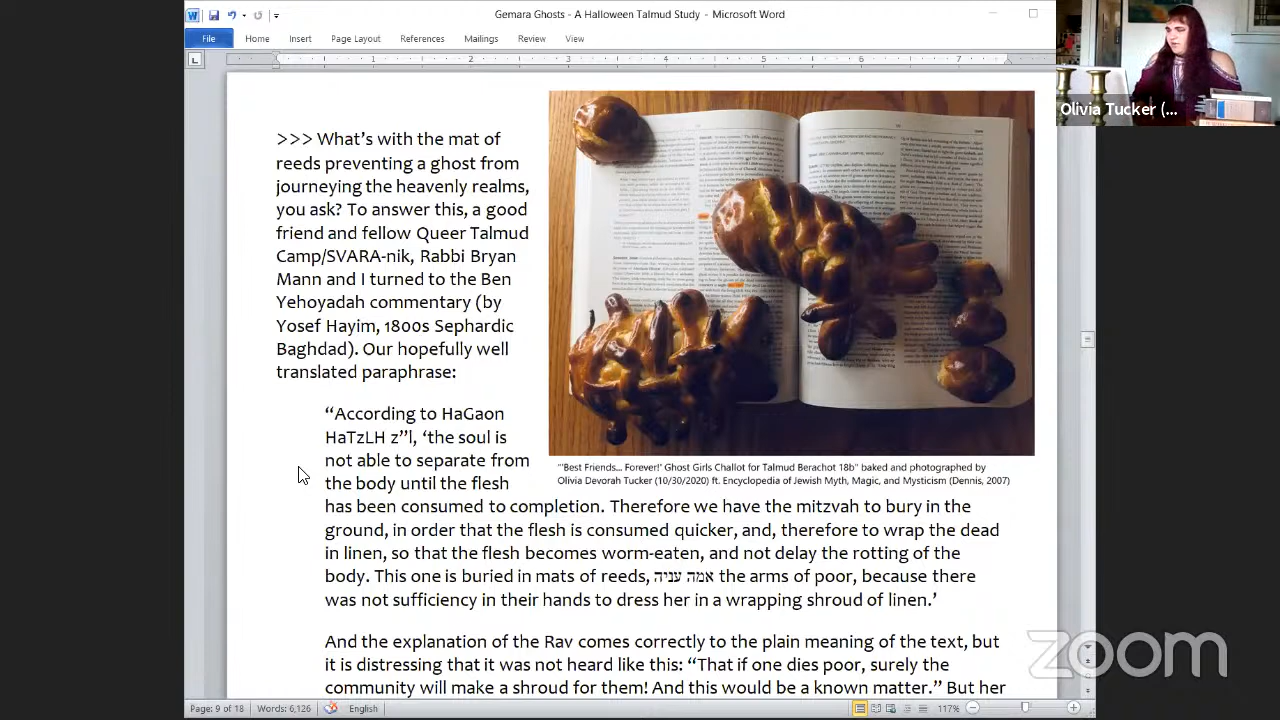 Gemara Ghosts - A Halloween Talmud Study - Microsoft Word
File Home Insert Page Layout References Mailings Review View
1 2 3 4 5 6 7
Olivia Tucker (...
>>> What's with the mat of
reeds preventing a ghost from
journeying the heavenly realms,
you ask? To answer this, a good
friend and fellow Queer Talmud
Camp/SVARA-nik, Rabbi Bryan
Mann and I turned to the Ben
Yehoyadah commentary (by
Yosef Hayim, 1800s Sephardic
Baghdad). Our hopefully well
translated paraphrase:
"According to HaGaon
HaTzLH z"l, 'the soul is
not able to separate from
the body until the flesh
"'Best Friends... Forever!' Ghost Girls Challot for Talmud Berachot 18b" baked and photographed by
Olivia Devorah Tucker (10/30/2020) ft. Encyclopedia of Jewish Myth, Magic, and Mysticism (Dennis, 2007)
has been consumed to completion. Therefore we have the mitzvah to bury in the
ground, in order that the flesh is consumed quicker, and, therefore to wrap the dead
in linen, so that the flesh becomes worm-eaten, and not delay the rotting of the
body. This one is buried in mats of reeds, the arms of poor, because there
was not sufficiency in their hands to dress her in a wrapping shroud of linen.'
And the explanation of the Rav comes correctly to the plain meaning of the text, but
it is distressing that it was not heard like this: "That if one dies poor, surely the
community will make a shroud for them! And this would be a known matter." But her
zoom
Page: 9 of 18 Words: 6,126 English 117%